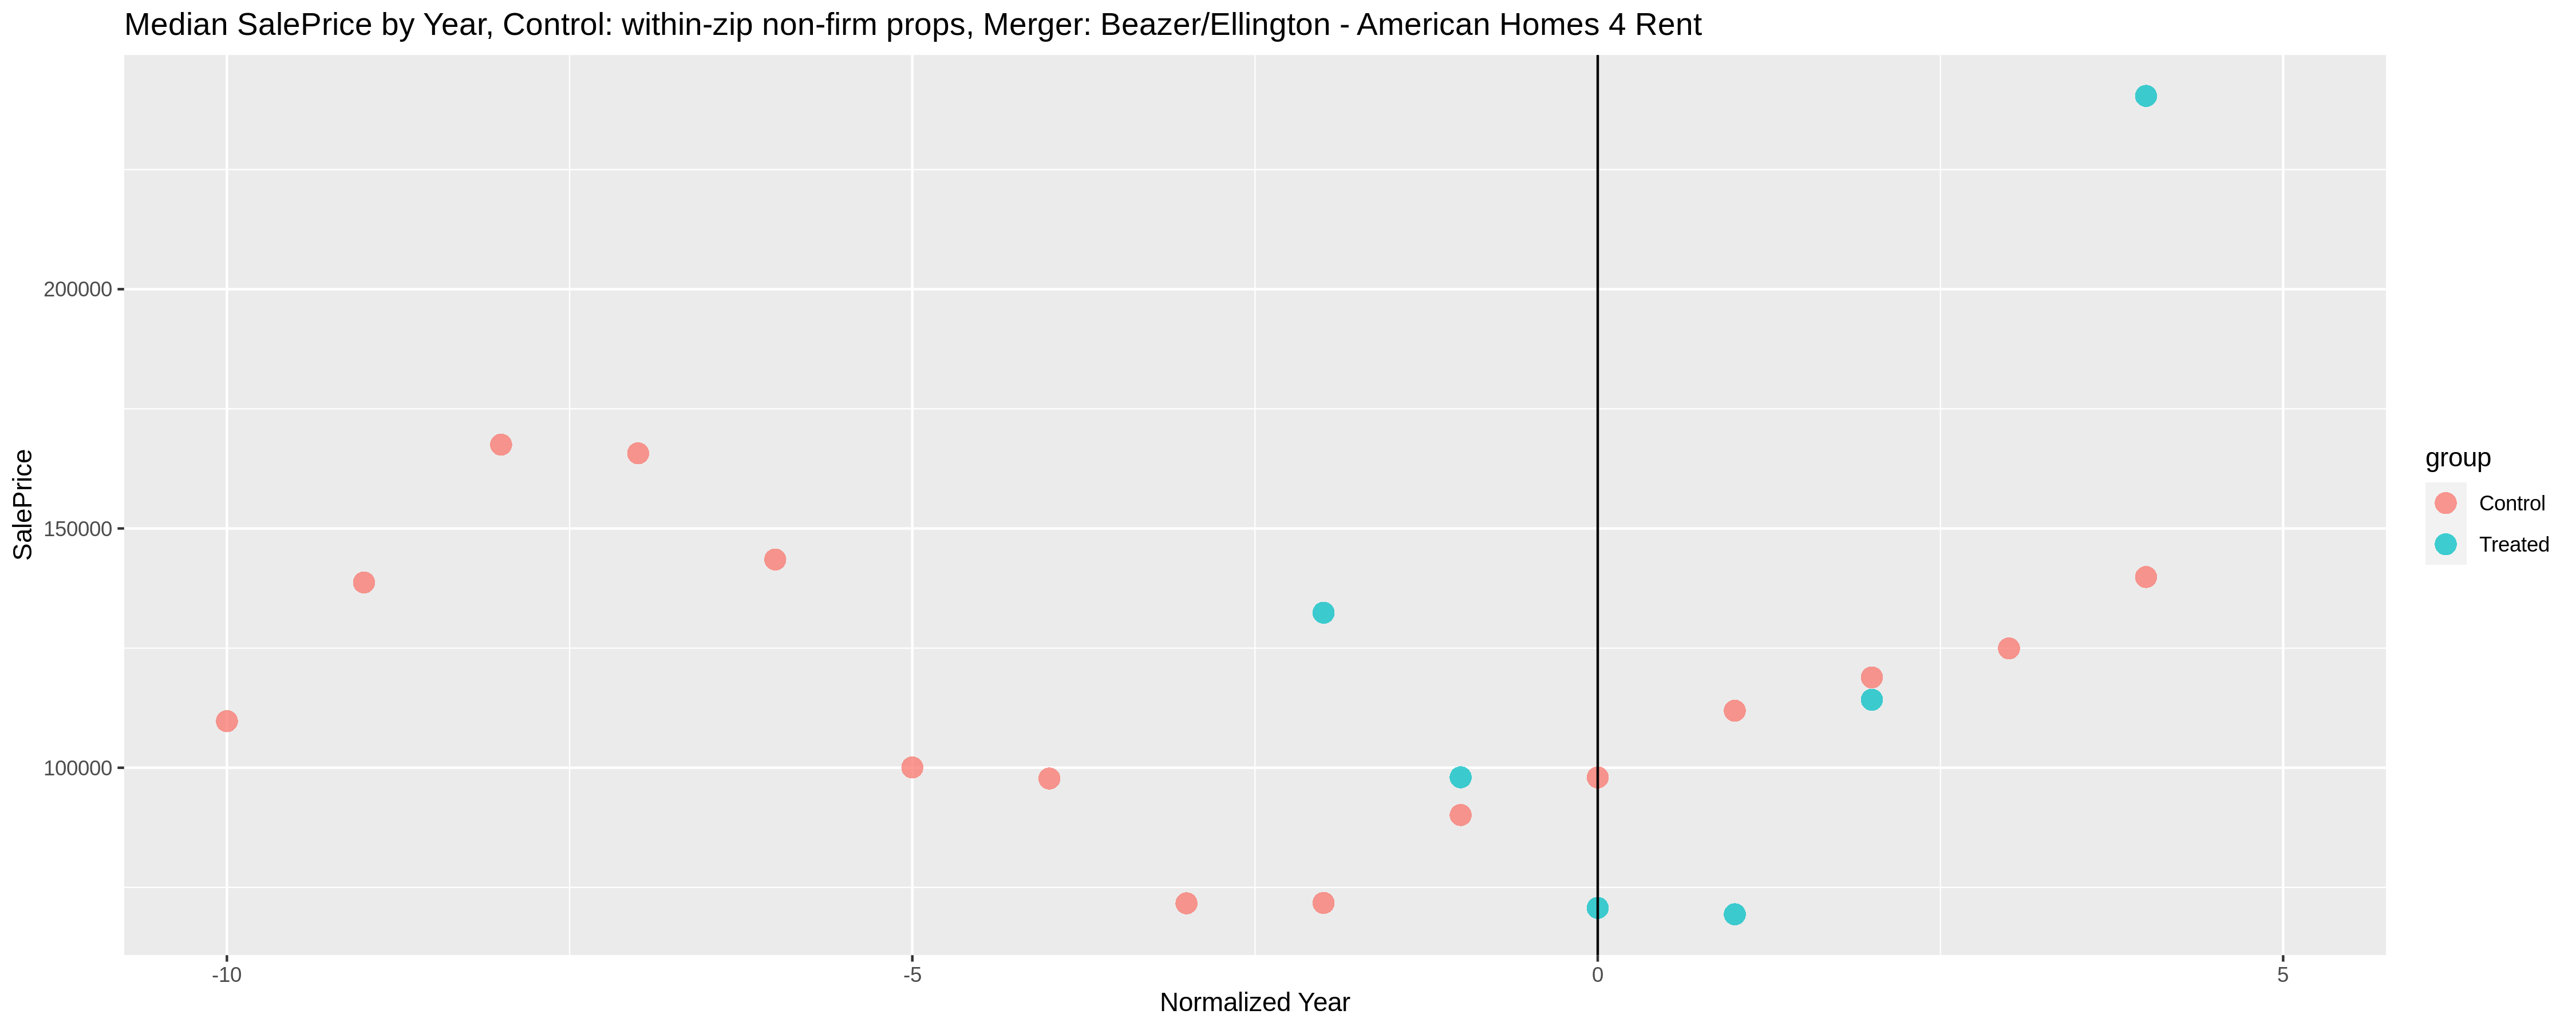 Median SalePrice by Year, Control: within-zip non-firm props, Merger: Beazer/Ellington - American Homes 4 Rent
SalePrice
200000
150000
100000
-10
-5
0
5
Normalized Year
group
Control
Treated